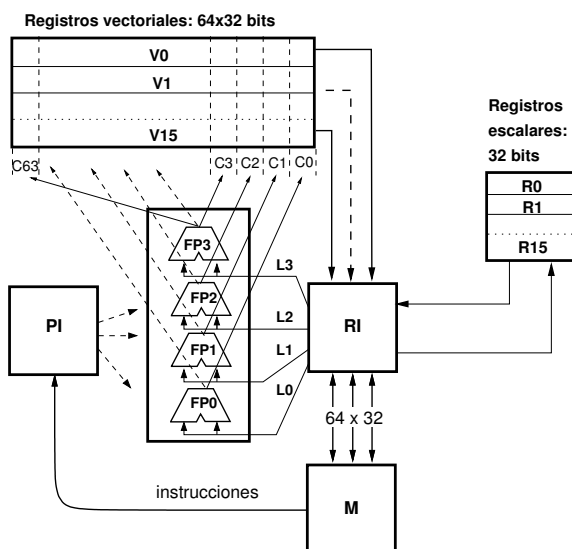 Registros vectoriales: 64x32 bits
V0
V1
V15
C63 C3 C2 C1 C0
Registros
escalares:
32 bits
R0
R1
R15
FP3
L3
FP2
L2
PI
RI
FP1
L1
FP0
L0
64 x 32
instrucciones
M